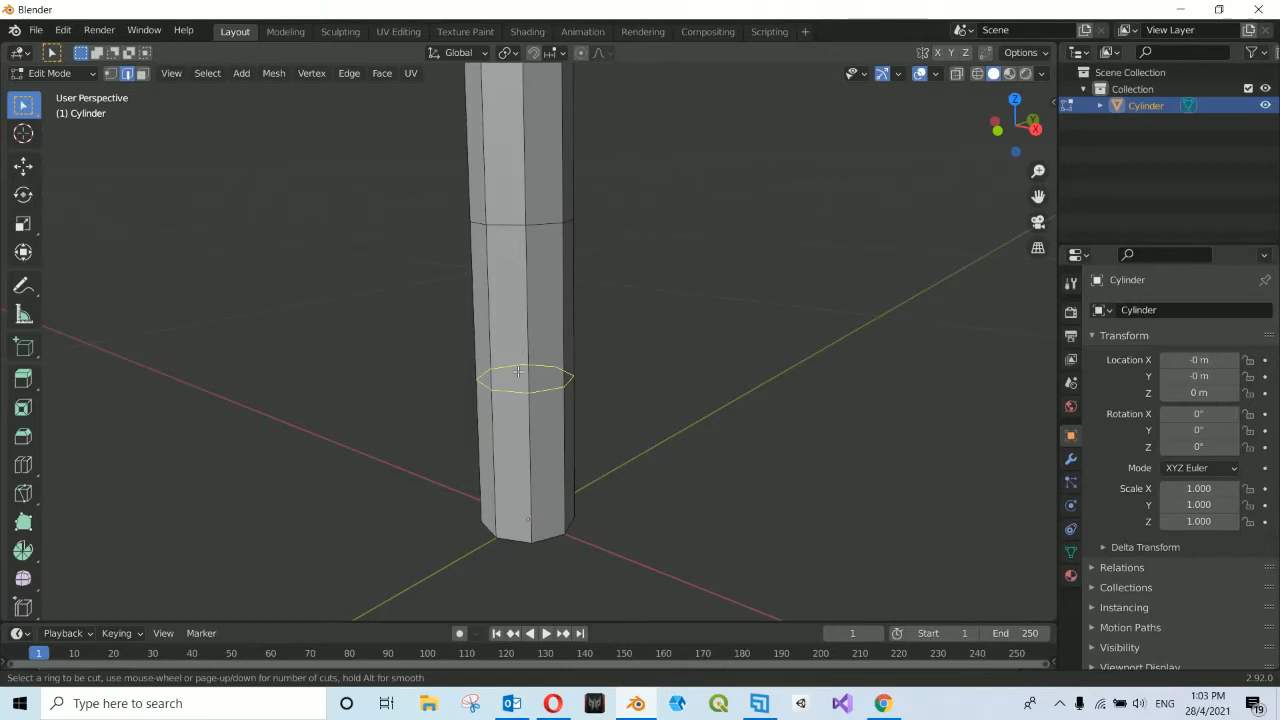 Blender
File Edit Render Window Help Layout Modeling Sculpting UV Editing Texture Paint Shading Animation Rendering Compositing Scripting + Scene View Layer
Global X Y Z Options
Edit Mode View Select Add Mesh Vertex Edge Face UV
Scene Collection
Collection
Cylinder
User Perspective
(1) Cylinder
Z
Y
X
Cylinder
Cylinder
Transform
Location X -0 m
Y -0 m
Z 0 m
Rotation X 0°
Y 0°
Z 0°
Mode XYZ Euler
Scale X 1.000
Y 1.000
Z 1.000
Delta Transform
Relations
Collections
Instancing
Motion Paths
Visibility
Viewport Display
Playback Keying View Marker 1 Start 1 End 250
1 10 20 30 40 50 60 70 80 90 100 110 120 130 140 150 160 170 180 190 200 210 220 230 240 250
Select a ring to be cut, use mouse-wheel or page-up/down for number of cuts, hold Alt for smooth 2.92.0
Type here to search
ENG
1:03 PM
28/4/2021
19